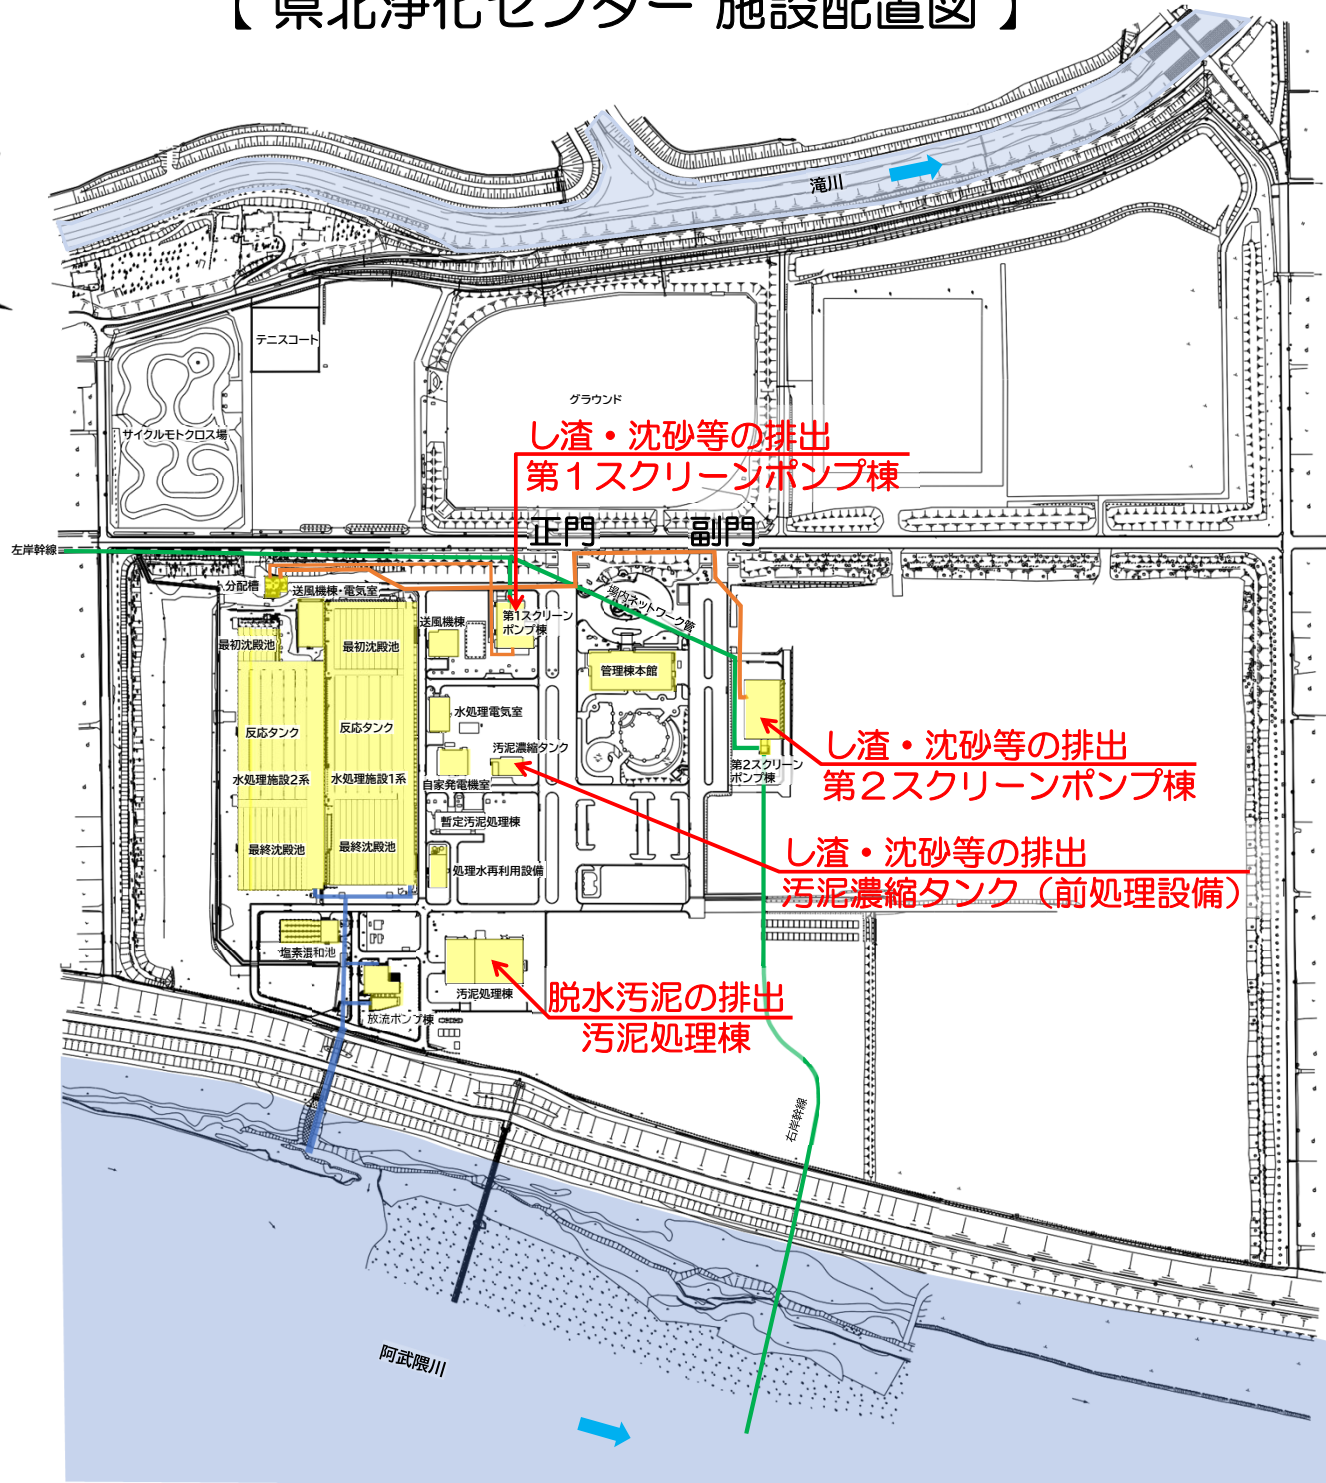 【 県北浄化センター 施設配置図 】
滝川
テニスコート
グラウンド
サイクルモトクロス場
し渣・沈砂等の排出
第１スクリーンポンプ棟
正門
副門
左岸幹線
分配槽
送風機棟・電気室
場内ネットワーク管
送風機棟
第1スクリーン
ポンプ棟
最初沈殿池
最初沈殿池
管理棟本館
水処理電気室
反応タンク
反応タンク
汚泥濃縮タンク
し渣・沈砂等の排出
第２スクリーンポンプ棟
第2スクリーン
ポンプ棟
水処理施設2系
水処理施設1系
自家発電機室
暫定汚泥処理棟
最終沈殿池
最終沈殿池
処理水再利用設備
し渣・沈砂等の排出
汚泥濃縮タンク（前処理設備）
塩素混和池
汚泥処理棟
脱水汚泥の排出
汚泥処理棟
放流ポンプ棟
右岸幹線
阿武隈川